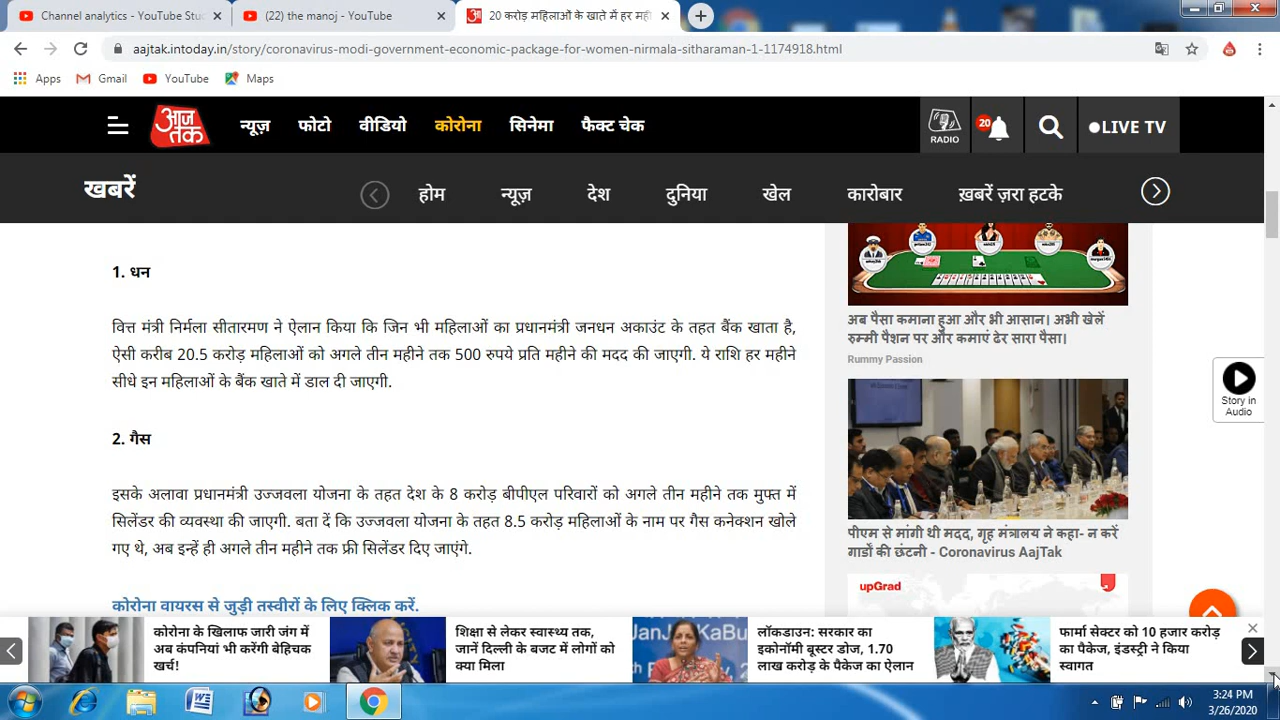 Channel analytics - YouTube Stu
(22) the manoj - YouTube
20 करोड़ महिलाओं के खाते में हर मही
aajtak.intoday.in/story/coronavirus-modi-government-economic-package-for-women-nirmala-sitharaman-1-1174918.html
Apps Gmail YouTube Maps
आज तक
न्यूज़ फोटो वीडियो कोरोना सिनेमा फैक्ट चेक
RADIO
20
LIVE TV
खबरें
होम न्यूज़ देश दुनिया खेल कारोबार ख़बरें ज़रा हटके
1. धन
वित्त मंत्री निर्मला सीतारमण ने ऐलान किया कि जिन भी महिलाओं का प्रधानमंत्री जनधन अकाउंट के तहत बैंक खाता है,
ऐसी करीब 20.5 करोड़ महिलाओं को अगले तीन महीने तक 500 रुपये प्रति महीने की मदद की जाएगी. ये राशि हर महीने
सीधे इन महिलाओं के बैंक खाते में डाल दी जाएगी.
2. गैस
इसके अलावा प्रधानमंत्री उज्जवला योजना के तहत देश के 8 करोड़ बीपीएल परिवारों को अगले तीन महीने तक मुफ्त में
सिलेंडर की व्यवस्था की जाएगी. बता दें कि उज्जवला योजना के तहत 8.5 करोड़ महिलाओं के नाम पर गैस कनेक्शन खोले
गए थे, अब इन्हें ही अगले तीन महीने तक फ्री सिलेंडर दिए जाएंगे.
कोरोना वायरस से जुड़ी तस्वीरों के लिए क्लिक करें.
अब पैसा कमाना हुआ और भी आसान। अभी खेलें
रुम्मी पैशन पर और कमाएं ढेर सारा पैसा।
Rummy Passion
पीएम से मांगी थी मदद, गृह मंत्रालय ने कहा- न करें
गार्डों की छंटनी - Coronavirus AajTak
upGrad
Story in
Audio
कोरोना के खिलाफ जारी जंग में
अब कंपनियां भी करेंगी बेहिचक
खर्च!
शिक्षा से लेकर स्वास्थ्य तक,
जानें दिल्ली के बजट में लोगों को
क्या मिला
लॉकडाउन: सरकार का
इकोनॉमी बूस्टर डोज, 1.70
लाख करोड़ के पैकेज का ऐलान
फार्मा सेक्टर को 10 हजार करोड़
का पैकेज, इंडस्ट्री ने किया
स्वागत
3:24 PM
3/26/2020